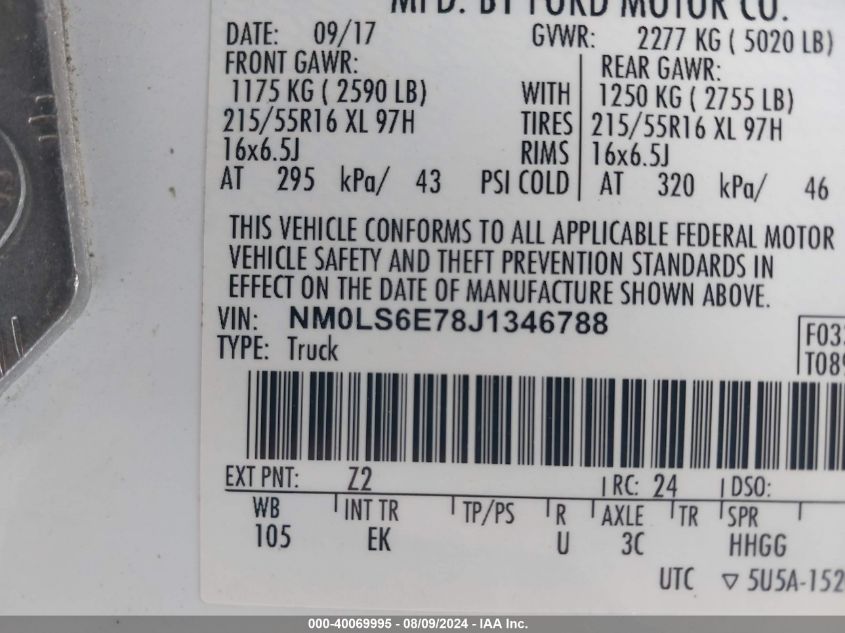 MFD. BY FORD MOTOR CO.
DATE: 09/17 GVWR: 2277 KG ( 5020 LB)
FRONT GAWR: REAR GAWR:
1175 KG ( 2590 LB) WITH 1250 KG ( 2755 LB)
215/55R16 XL 97H TIRES 215/55R16 XL 97H
16x6.5J RIMS 16x6.5J
AT 295 kPa/ 43 PSI COLD AT 320 kPa/ 46
THIS VEHICLE CONFORMS TO ALL APPLICABLE FEDERAL MOTOR
VEHICLE SAFETY AND THEFT PREVENTION STANDARDS IN
EFFECT ON THE DATE OF MANUFACTURE SHOWN ABOVE.
VIN: NM0LS6E78J1346788
TYPE: Truck
F03
T089
EXT PNT: Z2 RC: 24 DSO:
WB INT TR TP/PS R AXLE TR SPR
105 EK U 3C HHGG
UTC ▽ 5U5A-152
000-40069995 - 08/09/2024 - IAA Inc.